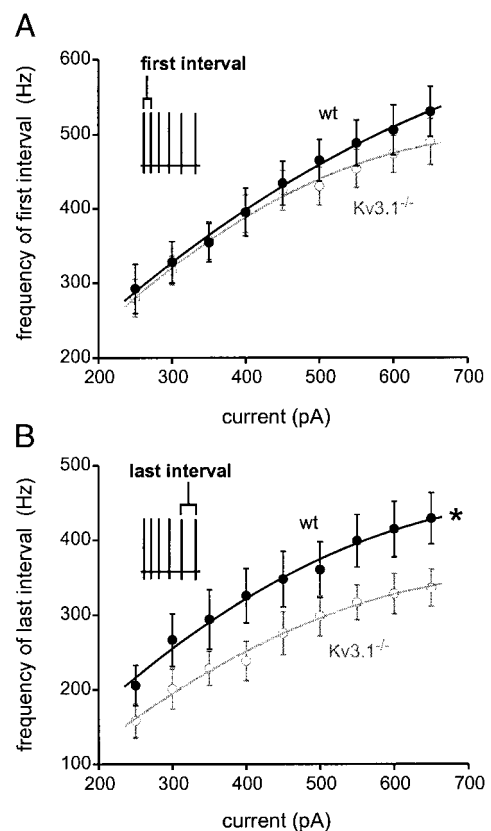 A
frequency of first interval (Hz)
600
500
400
300
200
first interval
wt
Kv3.1-/-
200 300 400 500 600 700
current (pA)
B
frequency of last interval (Hz)
500
400
300
200
100
last interval
wt
*
Kv3.1-/-
200 300 400 500 600 700
current (pA)